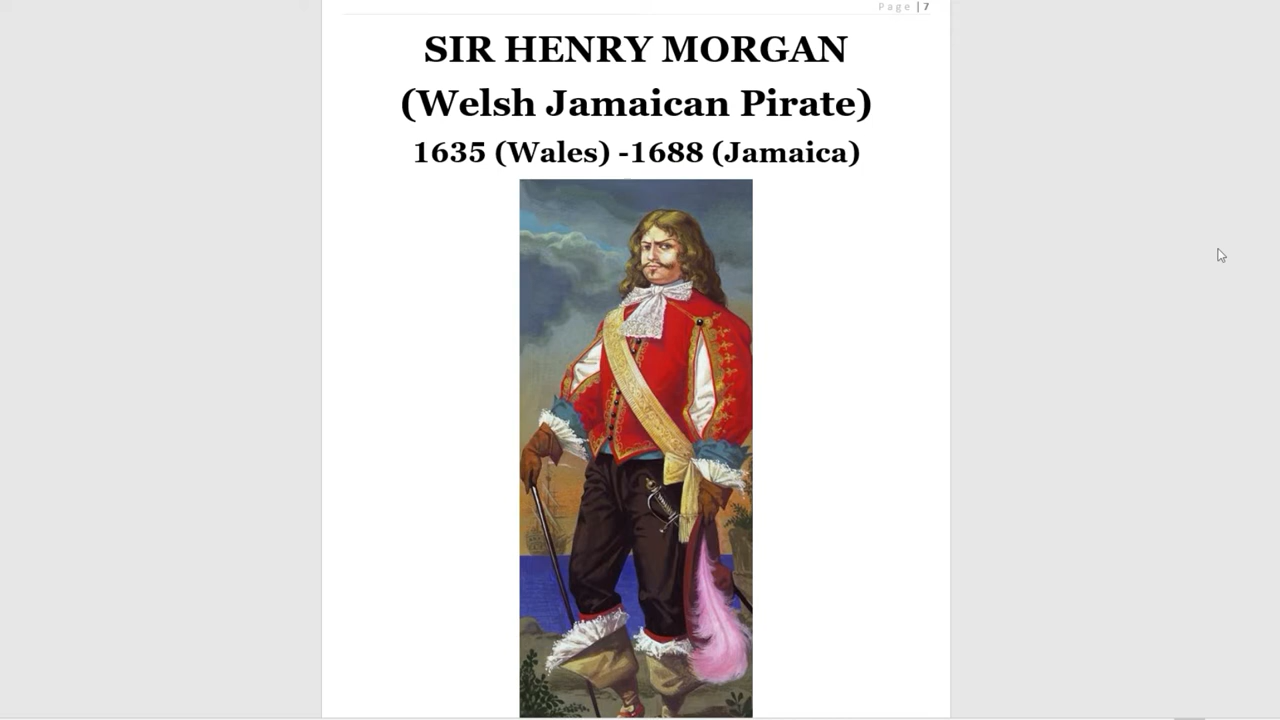 Page | 7
SIR HENRY MORGAN
(Welsh Jamaican Pirate)
1635 (Wales) -1688 (Jamaica)